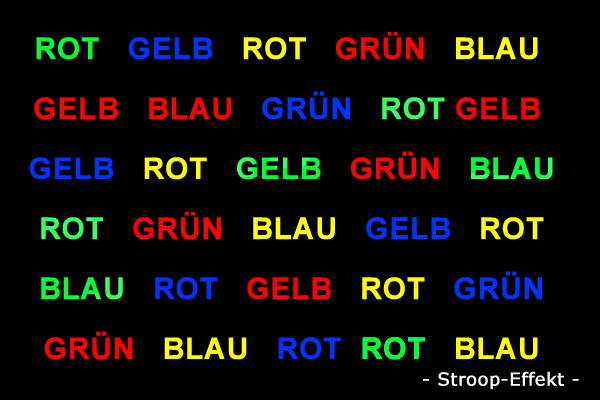 ROT GELB ROT GRÜN BLAU
GELB BLAU GRÜN ROT GELB
GELB ROT GELB GRÜN BLAU
ROT GRÜN BLAU GELB ROT
BLAU ROT GELB ROT GRÜN
GRÜN BLAU ROT ROT BLAU
- Stroop-Effekt -